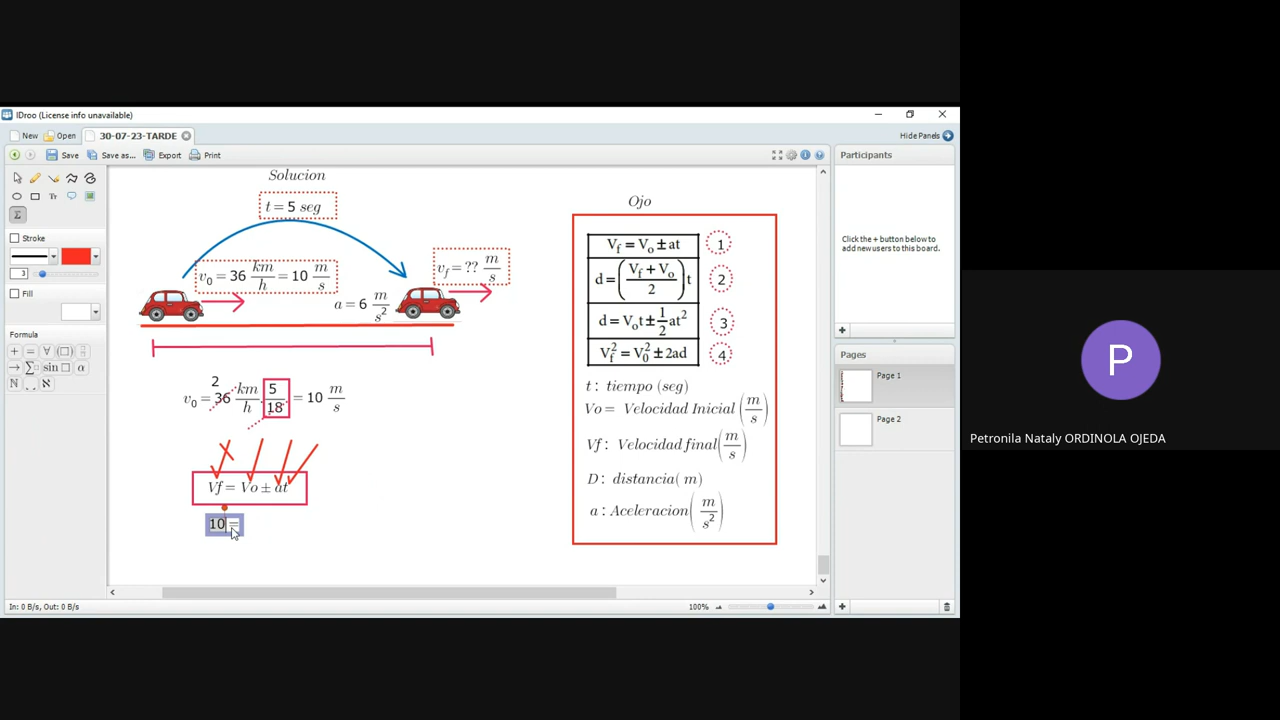 IDroo (License info unavailable)
New Open 30-07-23-TARDE Hide Panels
Save Save as... Export Print
Participants
Click the + button below to
add new users to this board.
Stroke
3
Fill
Formula
Pages
Page 1
Page 2
Solucion
t = 5 seg
v₀ = 36 km/h = 10 m/s
v_f = ?? m/s
a = 6 m/s²
2
v₀ = 36 km/h . 5/18 = 10 m/s
Vf = Vo ± at
10 =
Ojo
V_f = V_o ± at 1
d = ((V_f + V_o)/2) t 2
d = V_o t ± 1/2 at² 3
V_f² = V_0² ± 2ad 4
t : tiempo (seg)
Vo = Velocidad Inicial (m/s)
Vf : Velocidad final (m/s)
D : distancia( m)
a : Aceleracion( m/s²)
In: 0 B/s, Out: 0 B/s
100%
P
Petronila Nataly ORDINOLA OJEDA